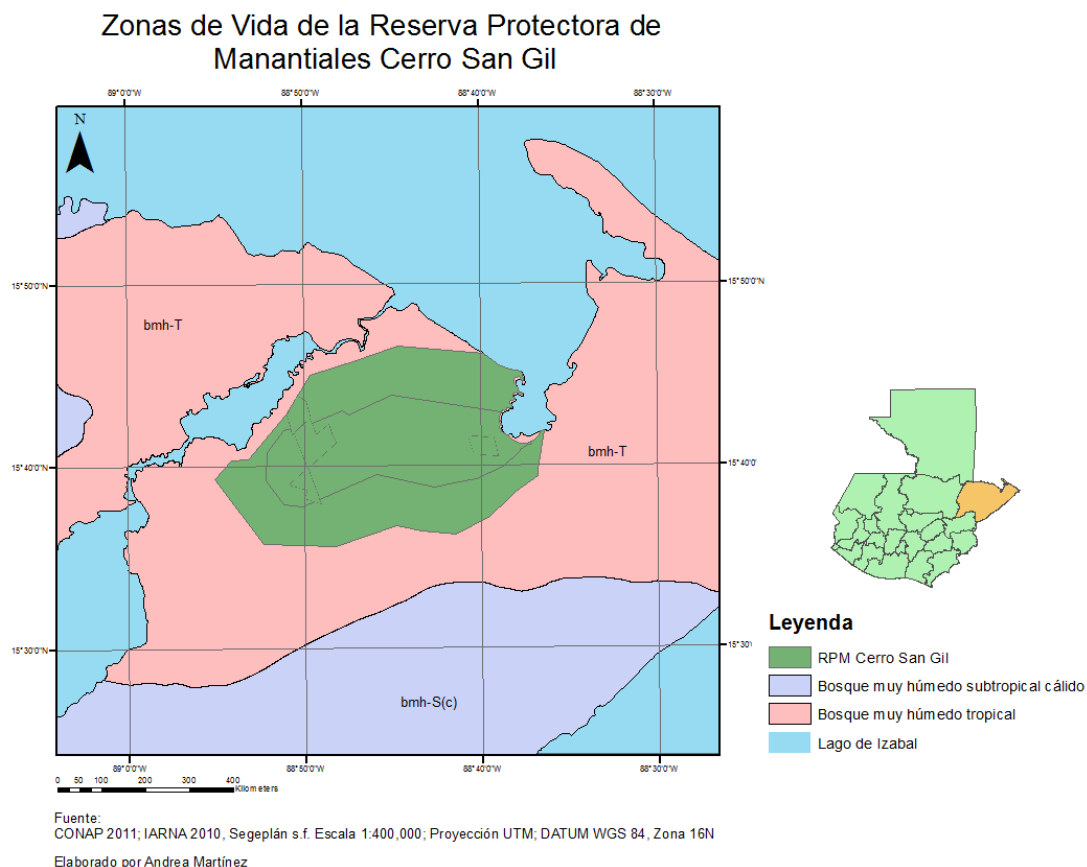 Zonas de Vida de la Reserva Protectora de
Manantiales Cerro San Gil
89°0'0"W 88°50'0"W 88°40'0"W 88°30'0"W
N
15°50'0"N 15°50'0"N
bmh-T
bmh-T
15°40'0"N 15°40'0'
15°30'0"N 15°30'0'
bmh-S(c)
89°0'0"W 88°50'0"W 88°40'0"W 88°30'0"W
0 50 100 200 300 400
Kilometers
Leyenda
RPM Cerro San Gil
Bosque muy húmedo subtropical cálido
Bosque muy húmedo tropical
Lago de Izabal
Fuente:
CONAP 2011; IARNA 2010, Segeplán s.f. Escala 1:400,000; Proyección UTM; DATUM WGS 84, Zona 16N
Elaborado por Andrea Martínez